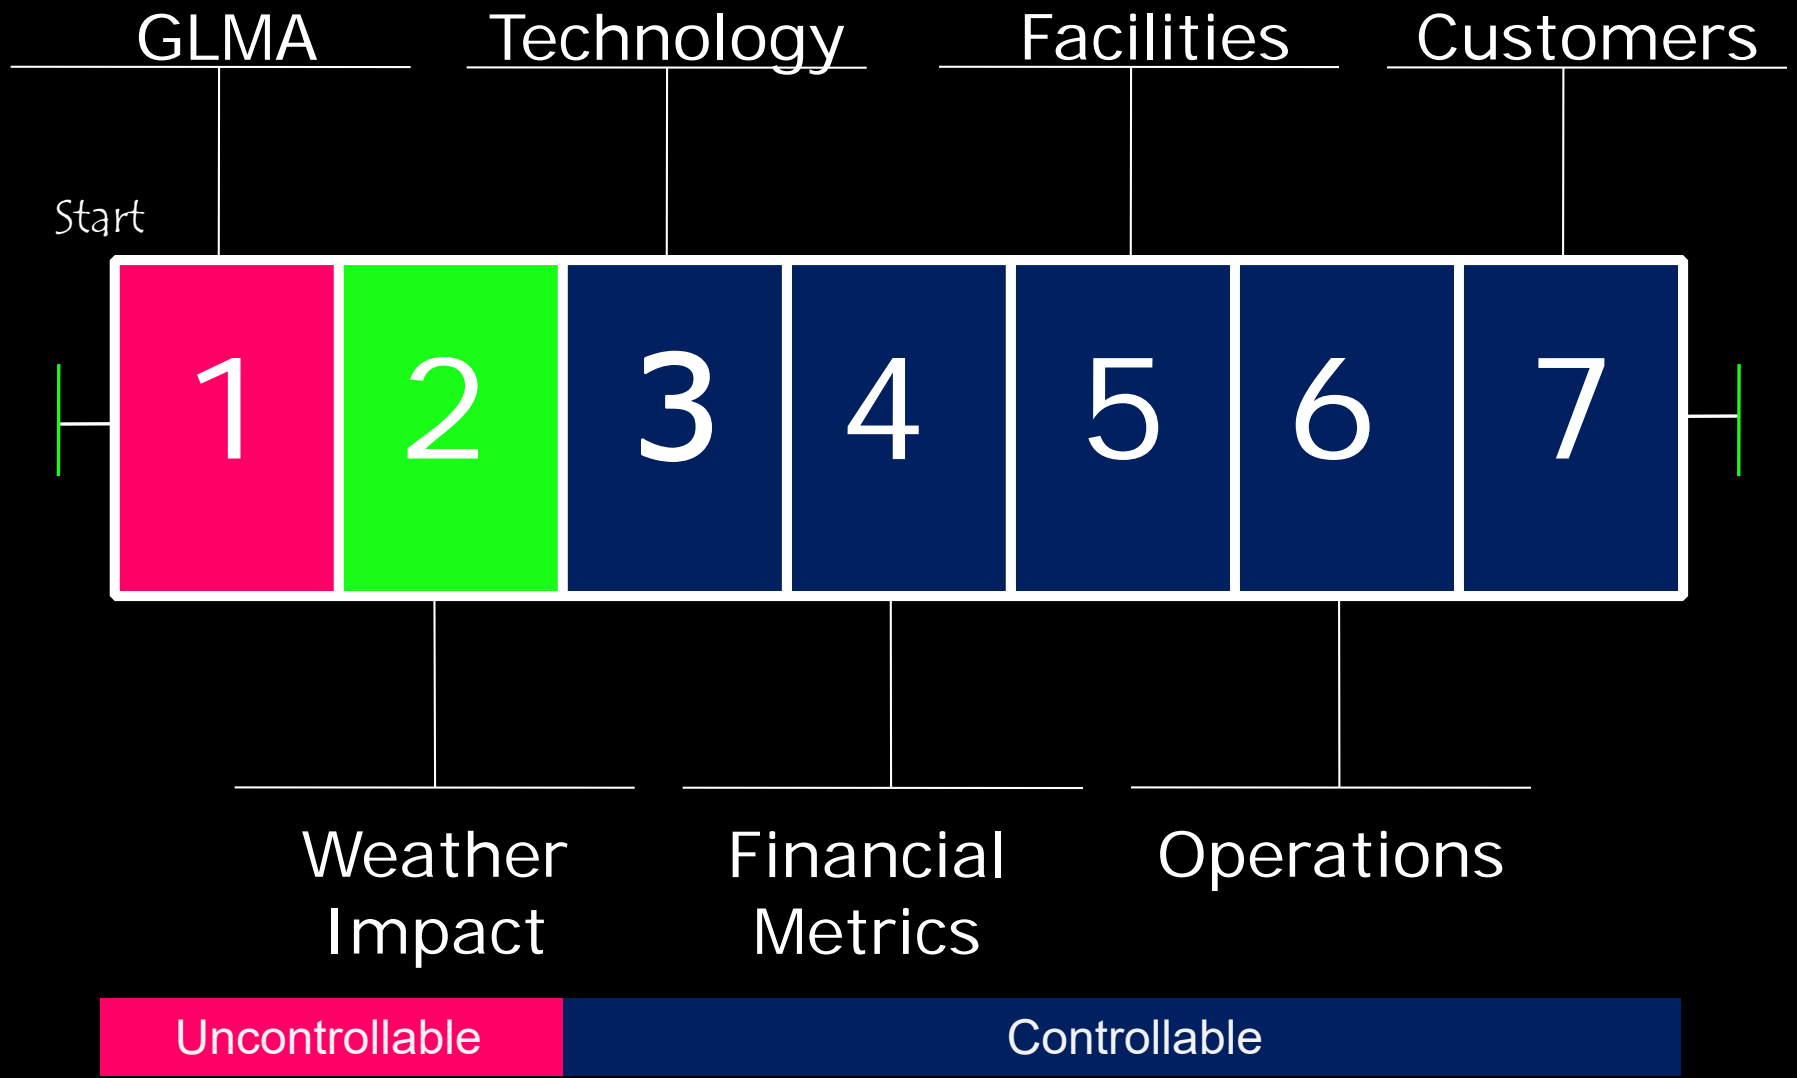 GLMA
Technology
Facilities
Customers
Start
1 2 3 4 5 6 7
Weather
Impact
Financial
Metrics
Operations
Uncontrollable
Controllable